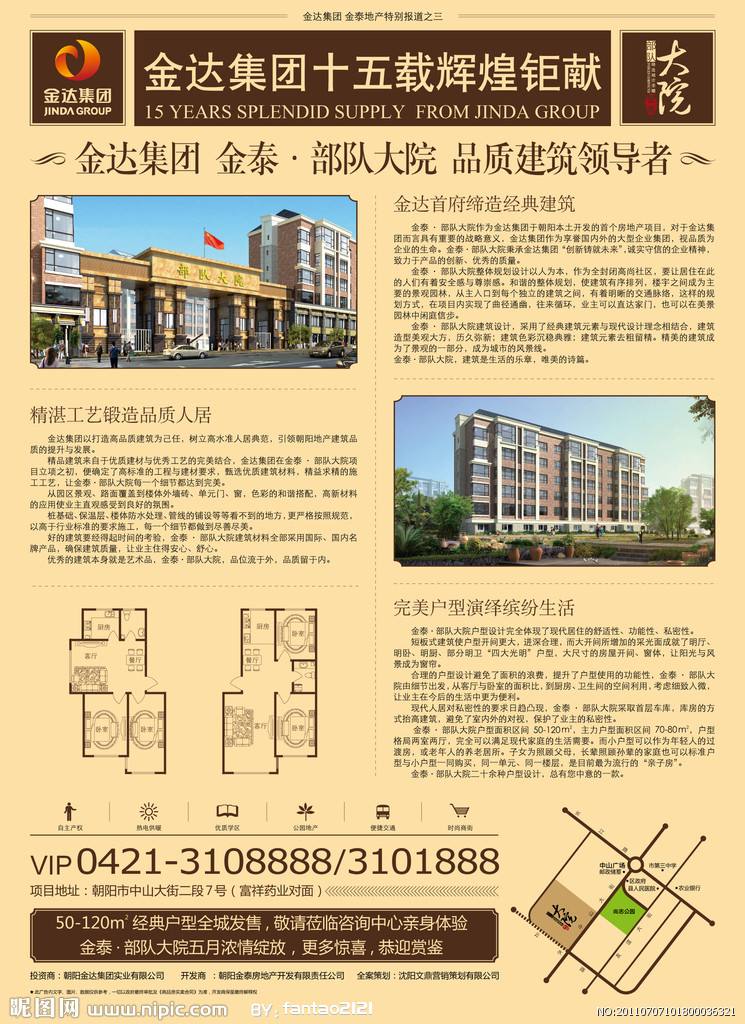 金达集团 金泰地产特别报道之三
金达集团
JINDA GROUP
金达集团十五载辉煌钜献
15 YEARS SPLENDID SUPPLY FROM JINDA GROUP
部队
大院
金达集团 金泰·部队大院 品质建筑领导者
部队大院
精湛工艺锻造品质人居
金达集团以打造高品质建筑为己任，树立高水准人居典范，引领朝阳地产建筑品
质的提升与发展。
精品建筑来自于优质建材与优秀工艺的完美结合，金达集团在金泰·部队大院项
目立项之初，便确定了高标准的工程与建材要求，甄选优质建筑材料，精益求精的施
工工艺，让金泰·部队大院每一个细节都达到完美。
从园区景观、路面覆盖到楼体外墙砖、单元门、窗，色彩的和谐搭配，高新材料
的应用使业主直观感受到良好的氛围。
桩基础、保温层、楼体防水处理、管线的铺设等等看不到的地方，更严格按照规范，
以高于行业标准的要求施工，每一个细节都做到尽善尽美。
好的建筑要经得起时间的考验，金泰·部队大院建筑材料全部采用国际、国内名
牌产品，确保建筑质量，让业主住得安心、舒心。
优秀的建筑本身就是艺术品，金泰·部队大院，品位流于外，品质留于内。
金达首府缔造经典建筑
金泰·部队大院作为金达集团于朝阳本土开发的首个房地产项目，对于金达集
团而言具有重要的战略意义，金达集团作为享誉国内外的大型企业集团，视品质为
企业的生命。金泰·部队大院秉承金达集团“创新铸就未来”，诚实守信的企业精神，
致力于产品的创新、优秀的质量。
金泰·部队大院整体规划设计以人为本，作为全封闭高尚社区，要让居住在此
的人们有着安全感与尊崇感。和谐的整体规划，使建筑有序排列，楼宇之间成为主
要的景观园林，从主入口到每个独立的建筑之间，有着明晰的交通脉络，这样的规
划方式，在项目内实现了曲径通幽，往来循环，业主可以直达家门，也可以在美景
园林中闲庭信步。
金泰·部队大院建筑设计，采用了经典建筑元素与现代设计理念相结合，建筑
造型美观大方，历久弥新；建筑色彩沉稳典雅；建筑元素去粗留精。精美的建筑成
为了景观的一部分，成为城市的风景线。
金泰·部队大院，建筑是生活的乐章，唯美的诗篇。
完美户型演绎缤纷生活
金泰·部队大院户型设计完全体现了现代居住的舒适性、功能性、私密性。
短板式建筑使户型开间更大，进深合理，而大开间所增加的采光面成就了明厅、
明卧、明厨、部分明卫“四大光明”户型，大尺寸的房屋开间、窗体，让阳光与风
景成为窗帘。
合理的户型设计避免了面积的浪费，提升了户型使用的功能性，金泰·部队大
院由细节出发，从客厅与卧室的面积比，到厨房、卫生间的空间利用，考虑细致入微，
让业主在今后的生活中更为便利。
现代人居对私密性的要求日趋凸现，金泰·部队大院采取首层车库，库房的方
式抬高建筑，避免了室内外的对视，保护了业主的私密性。
金泰·部队大院户型面积区间50-120㎡，主力户型面积区间70-80㎡，户型
格局两室两厅，完全可以满足现代家庭的生活需要。而小户型可以作为年轻人的过
渡房，或老年人的养老居所。子女为照顾父母，长辈照顾孙辈的家庭也可以标准户
型与小户型一同购买，同一单元、同一楼层，是目前最为流行的“亲子房”。
金泰·部队大院二十余种户型设计，总有您中意的一款。
厨房
客厅
餐厅
卧室
卧室
厨房
卧室
餐厅
客厅
卧室
自主产权
热电供暖
优质学区
公园地产
便捷交通
时尚商街
VIP 0421-3108888/3101888
项目地址：朝阳市中山大街二段7号（富祥药业对面）
50-120㎡经典户型全城发售，敬请莅临咨询中心亲身体验
金泰·部队大院五月浓情绽放，更多惊喜，恭迎赏鉴
投资商：朝阳金达集团实业有限公司 开发商：朝阳金泰房地产开发有限责任公司 全案策划：沈阳文鼎营销策划有限公司
中山广场
邮政储蓄
市第三中学
区政府
县人民医院
农业银行
尚志公园
大院
昵图网 www.nipic.com BY: fantao2121
NO:20110707101800036321